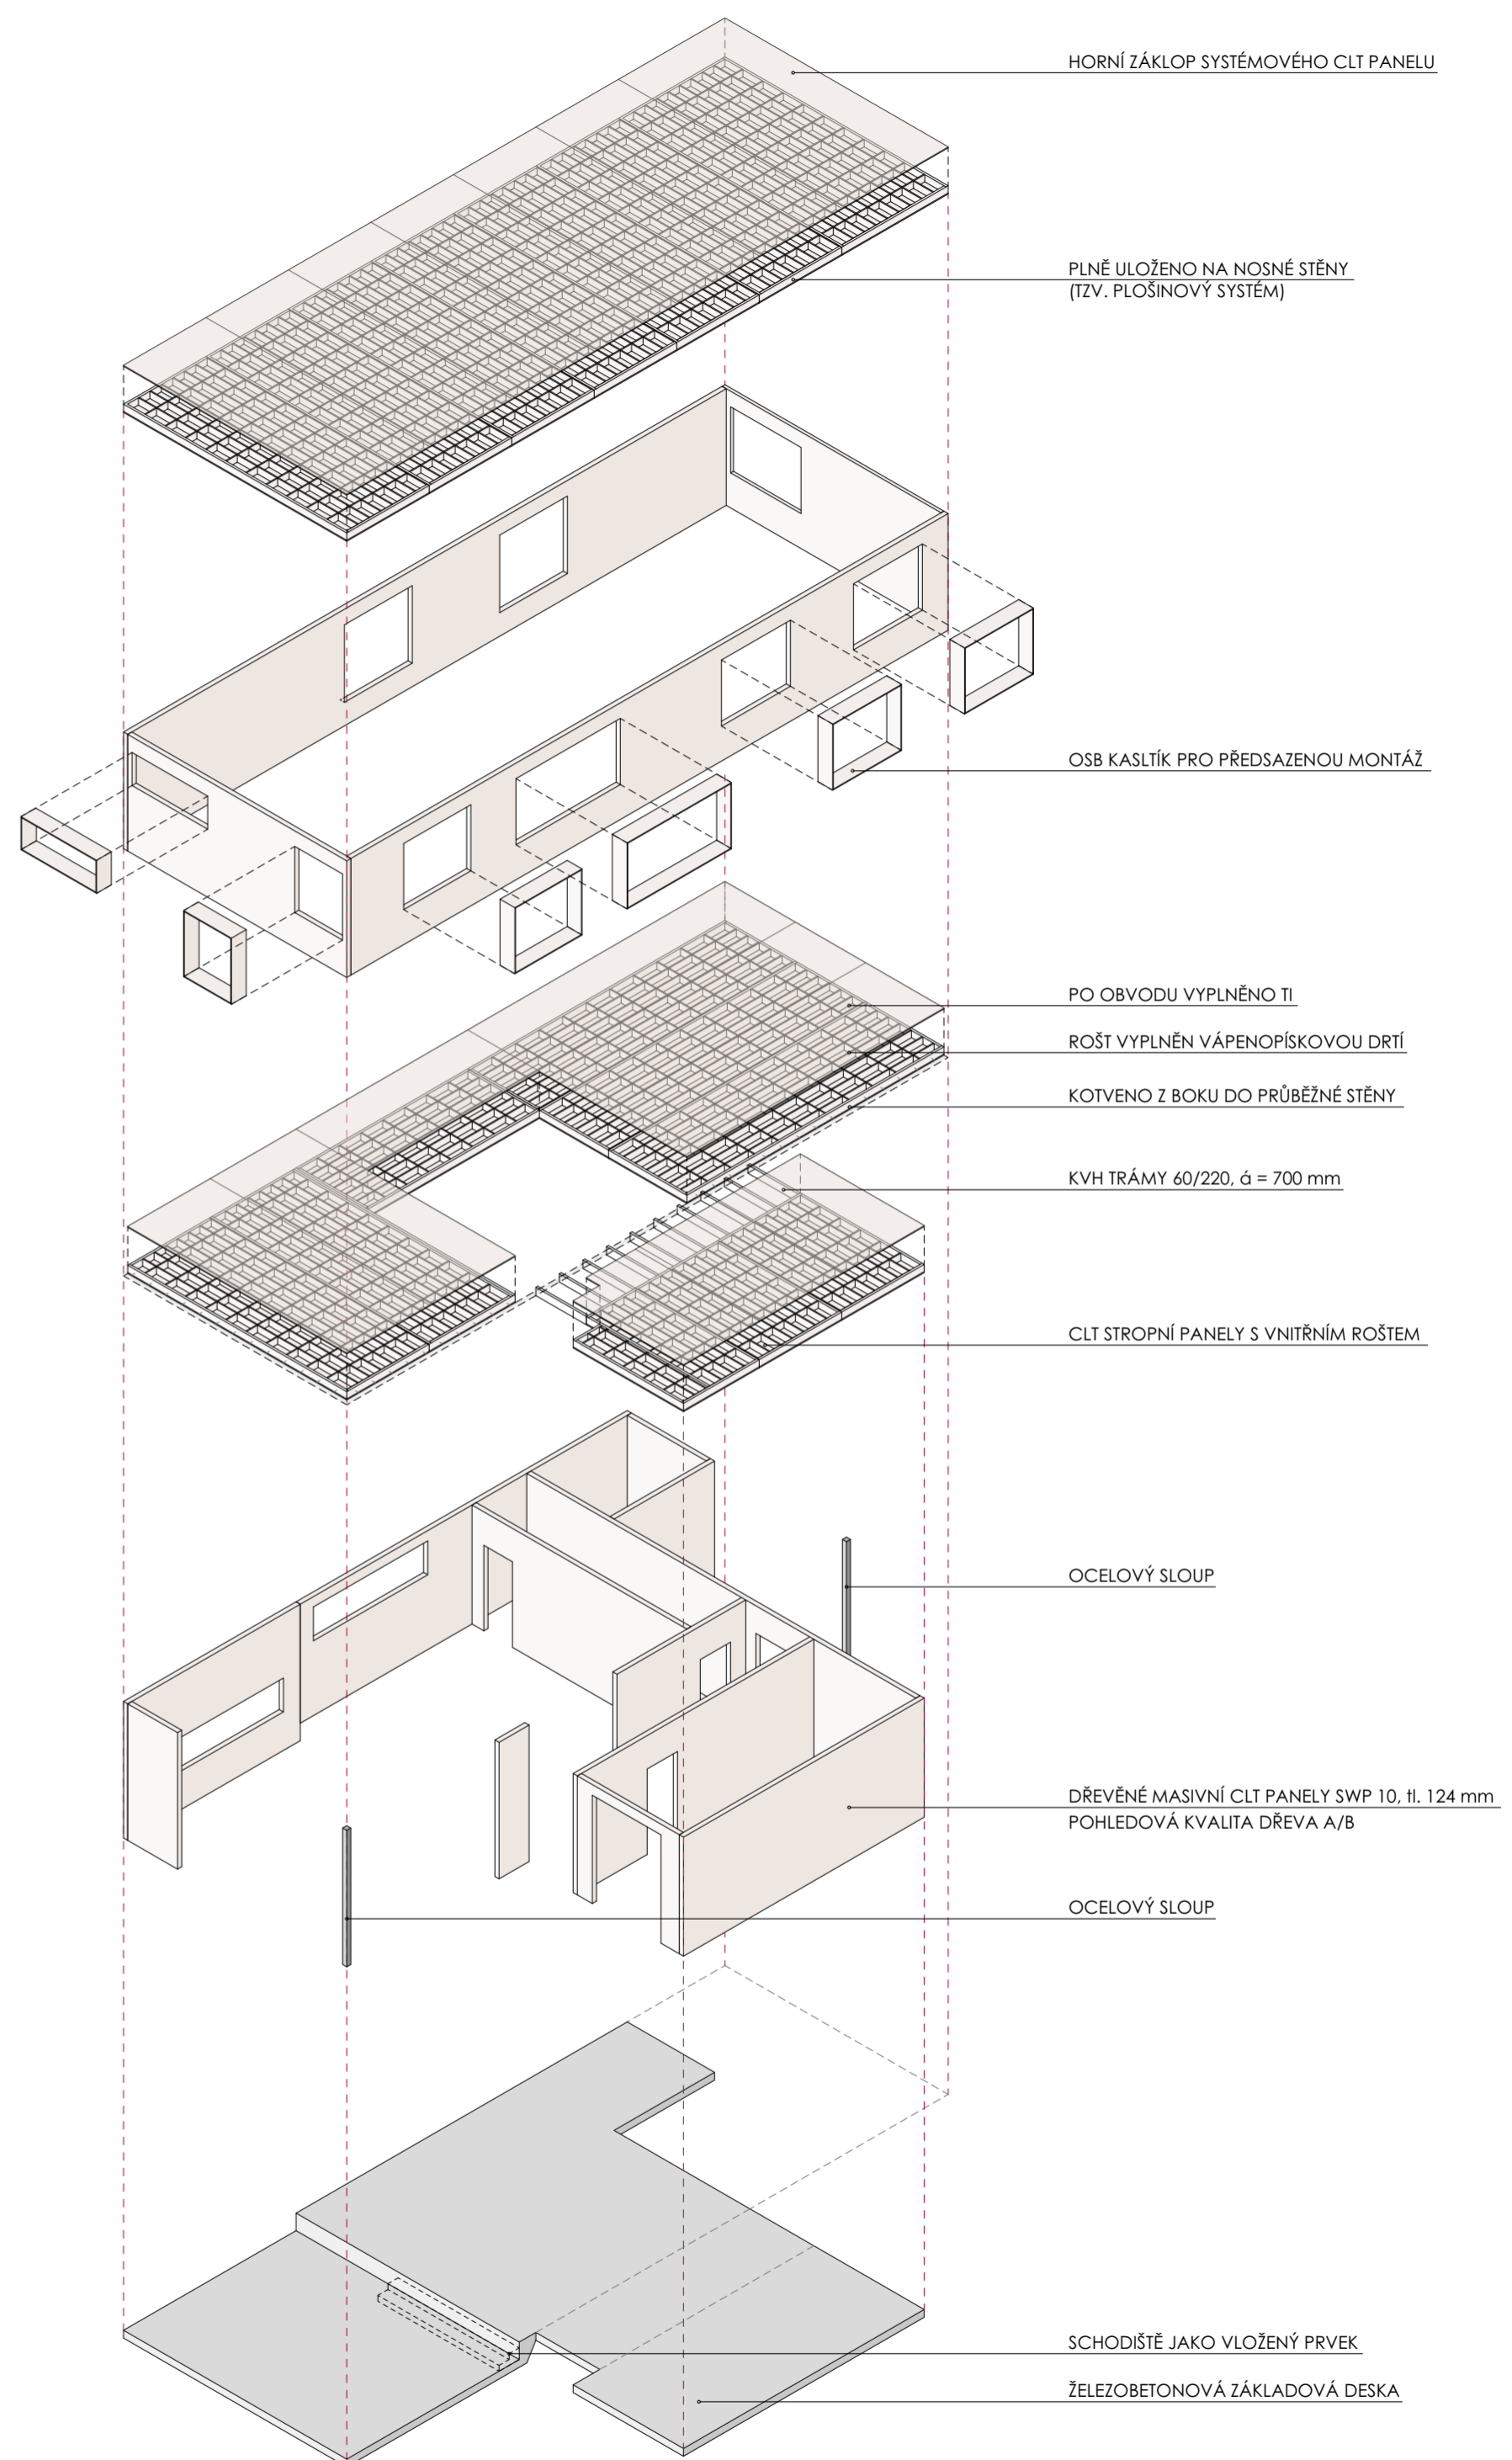 HORNÍ ZÁKLOP SYSTÉMOVÉHO CLT PANELU
PLNĚ ULOŽENO NA NOSNÉ STĚNY
(TZV. PLOŠINOVÝ SYSTÉM)
OSB KASLTÍK PRO PŘEDSAZENOU MONTÁŽ
PO OBVODU VYPLNĚNO TI
ROŠT VYPLNĚN VÁPENOPÍSKOVOU DRTÍ
KOTVENO Z BOKU DO PRŮBĚŽNÉ STĚNY
KVH TRÁMY 60/220, á = 700 mm
CLT STROPNÍ PANELY S VNITŘNÍM ROŠTEM
OCELOVÝ SLOUP
DŘEVĚNÉ MASIVNÍ CLT PANELY SWP 10, tl. 124 mm
POHLEDOVÁ KVALITA DŘEVA A/B
OCELOVÝ SLOUP
SCHODIŠTĚ JAKO VLOŽENÝ PRVEK
ŽELEZOBETONOVÁ ZÁKLADOVÁ DESKA